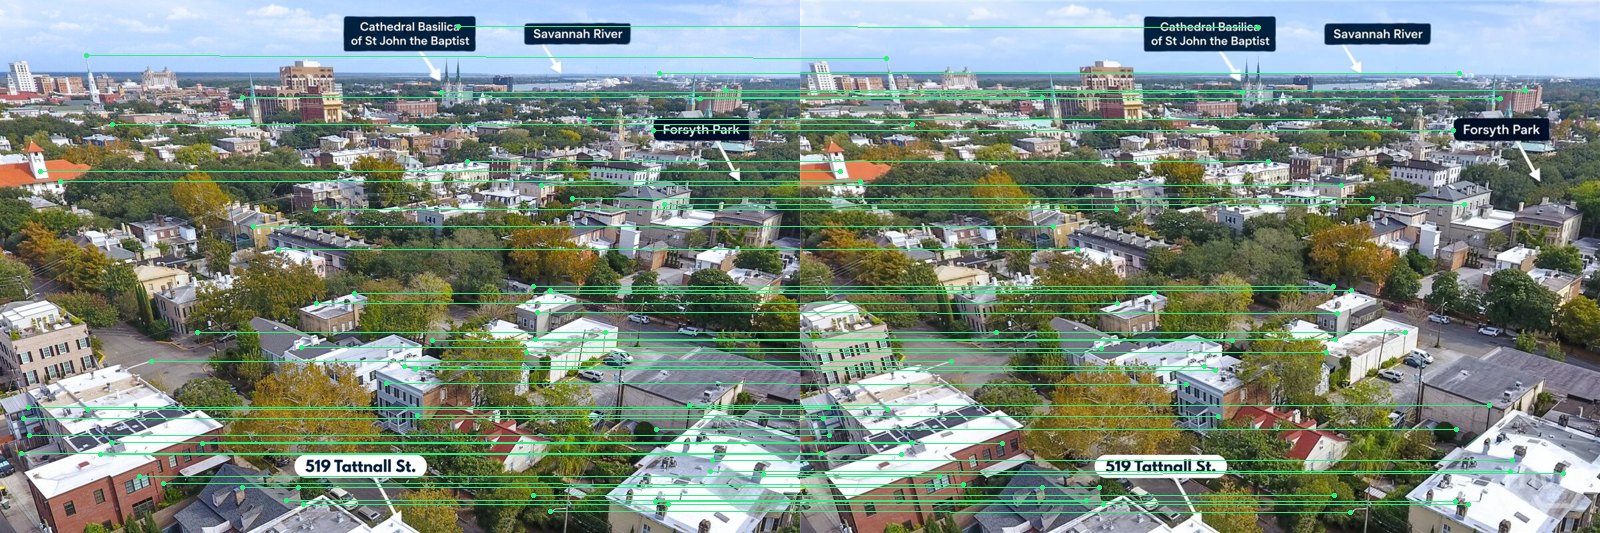 Cathedral Basilica
of St John the Baptist
Savannah River
Forsyth Park
519 Tattnall St.
Cathedral Basilica
of St John the Baptist
Savannah River
Forsyth Park
519 Tattnall St.